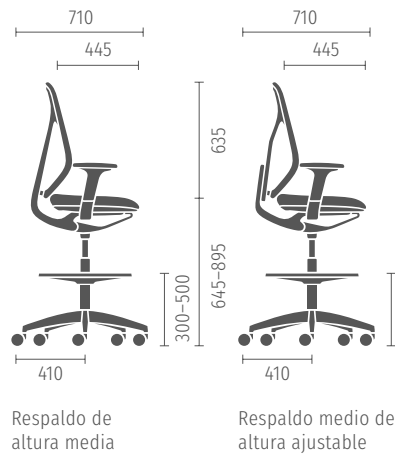 710
710
445
445
635
645–895
300–500
410
410
Respaldo de
altura media
Respaldo medio de
altura ajustable